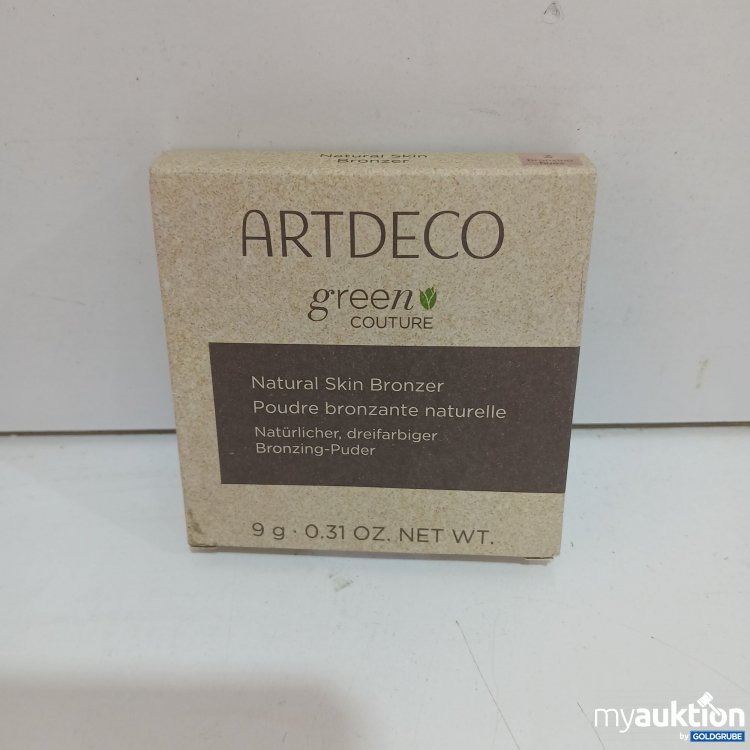 Natural Skin
Bronzer
ARTDECO
green
COUTURE
Natural Skin Bronzer
Poudre bronzante naturelle
Natürlicher, dreifarbiger
Bronzing-Puder
9 g · 0.31 OZ. NET WT.
myauktion
by GOLDGRUBE